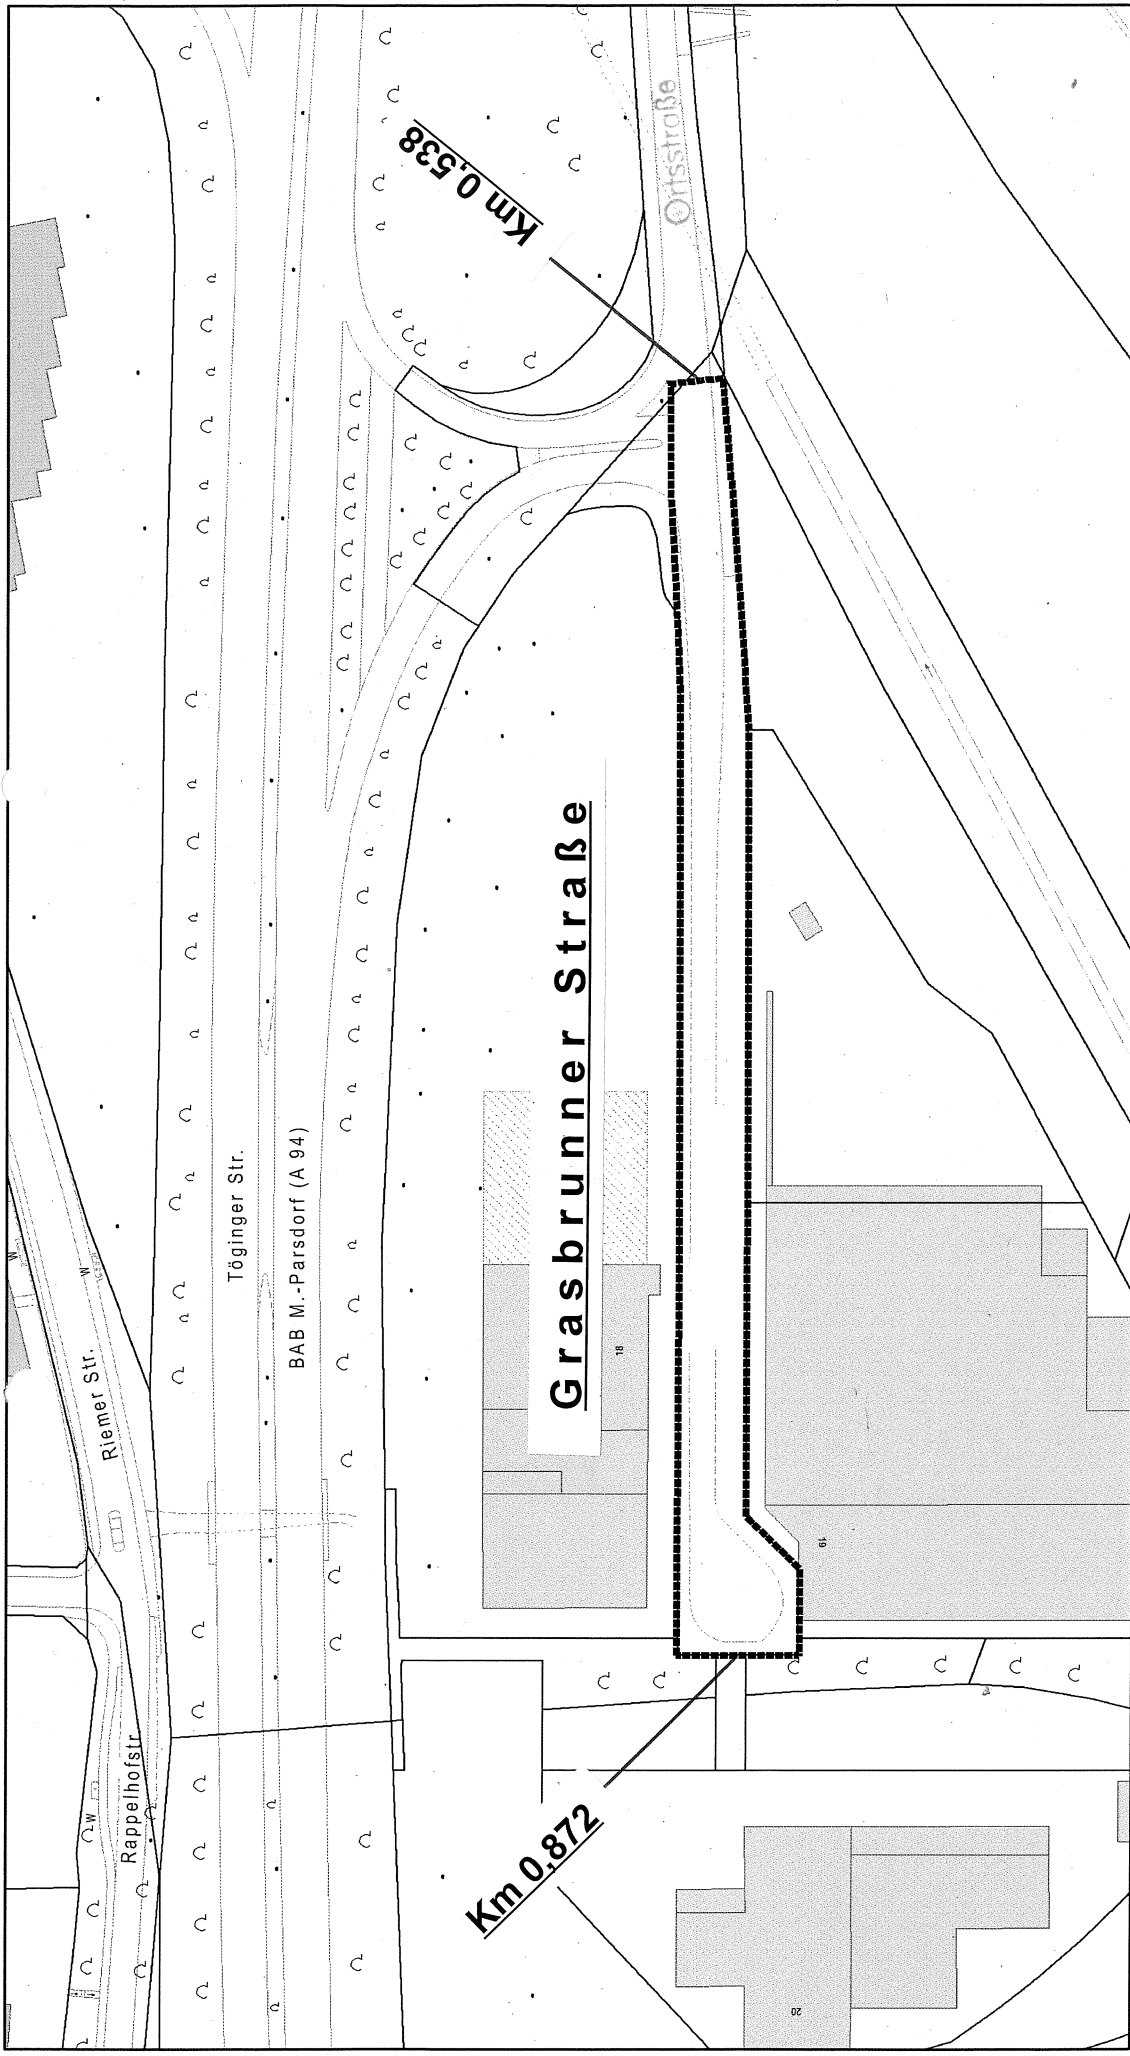 Km 0,538
Ortsstraße
Grasbrunner Straße
Töginger Str.
BAB M.-Parsdorf (A 94)
Riemer Str.
W
W
18
19
Rappelhofstr
W
Km 0,872
20